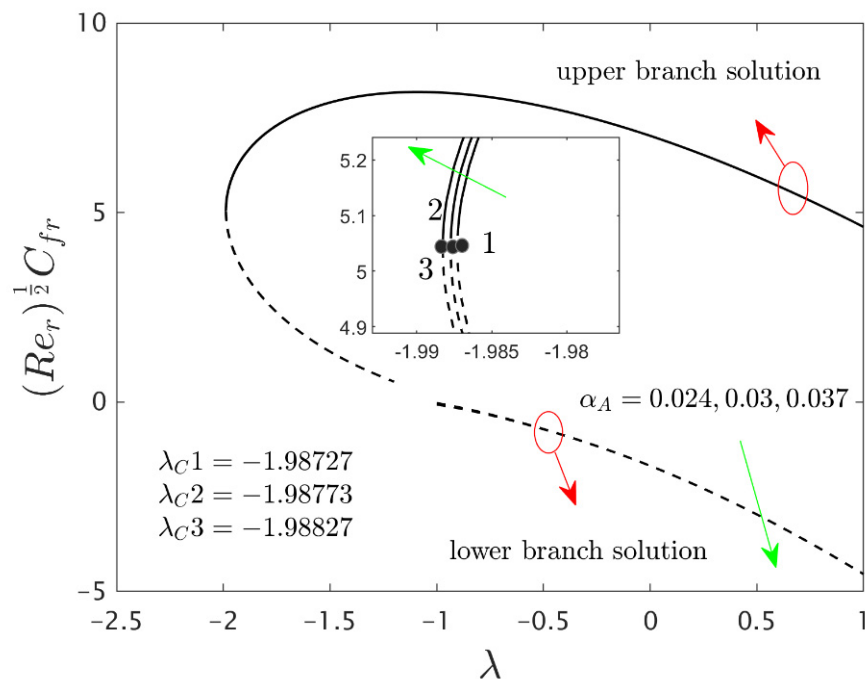 10
upper branch solution
5.2
2
5.1
1
5
5
3
4.9
-1.99 -1.985 -1.98
(Re_r)^{1/2} C_{fr}
0
α_A = 0.024, 0.03, 0.037
λ_C1 = −1.98727
λ_C2 = −1.98773
λ_C3 = −1.98827
lower branch solution
−5
−2.5 −2 −1.5 −1 −0.5 0 0.5 1
λ